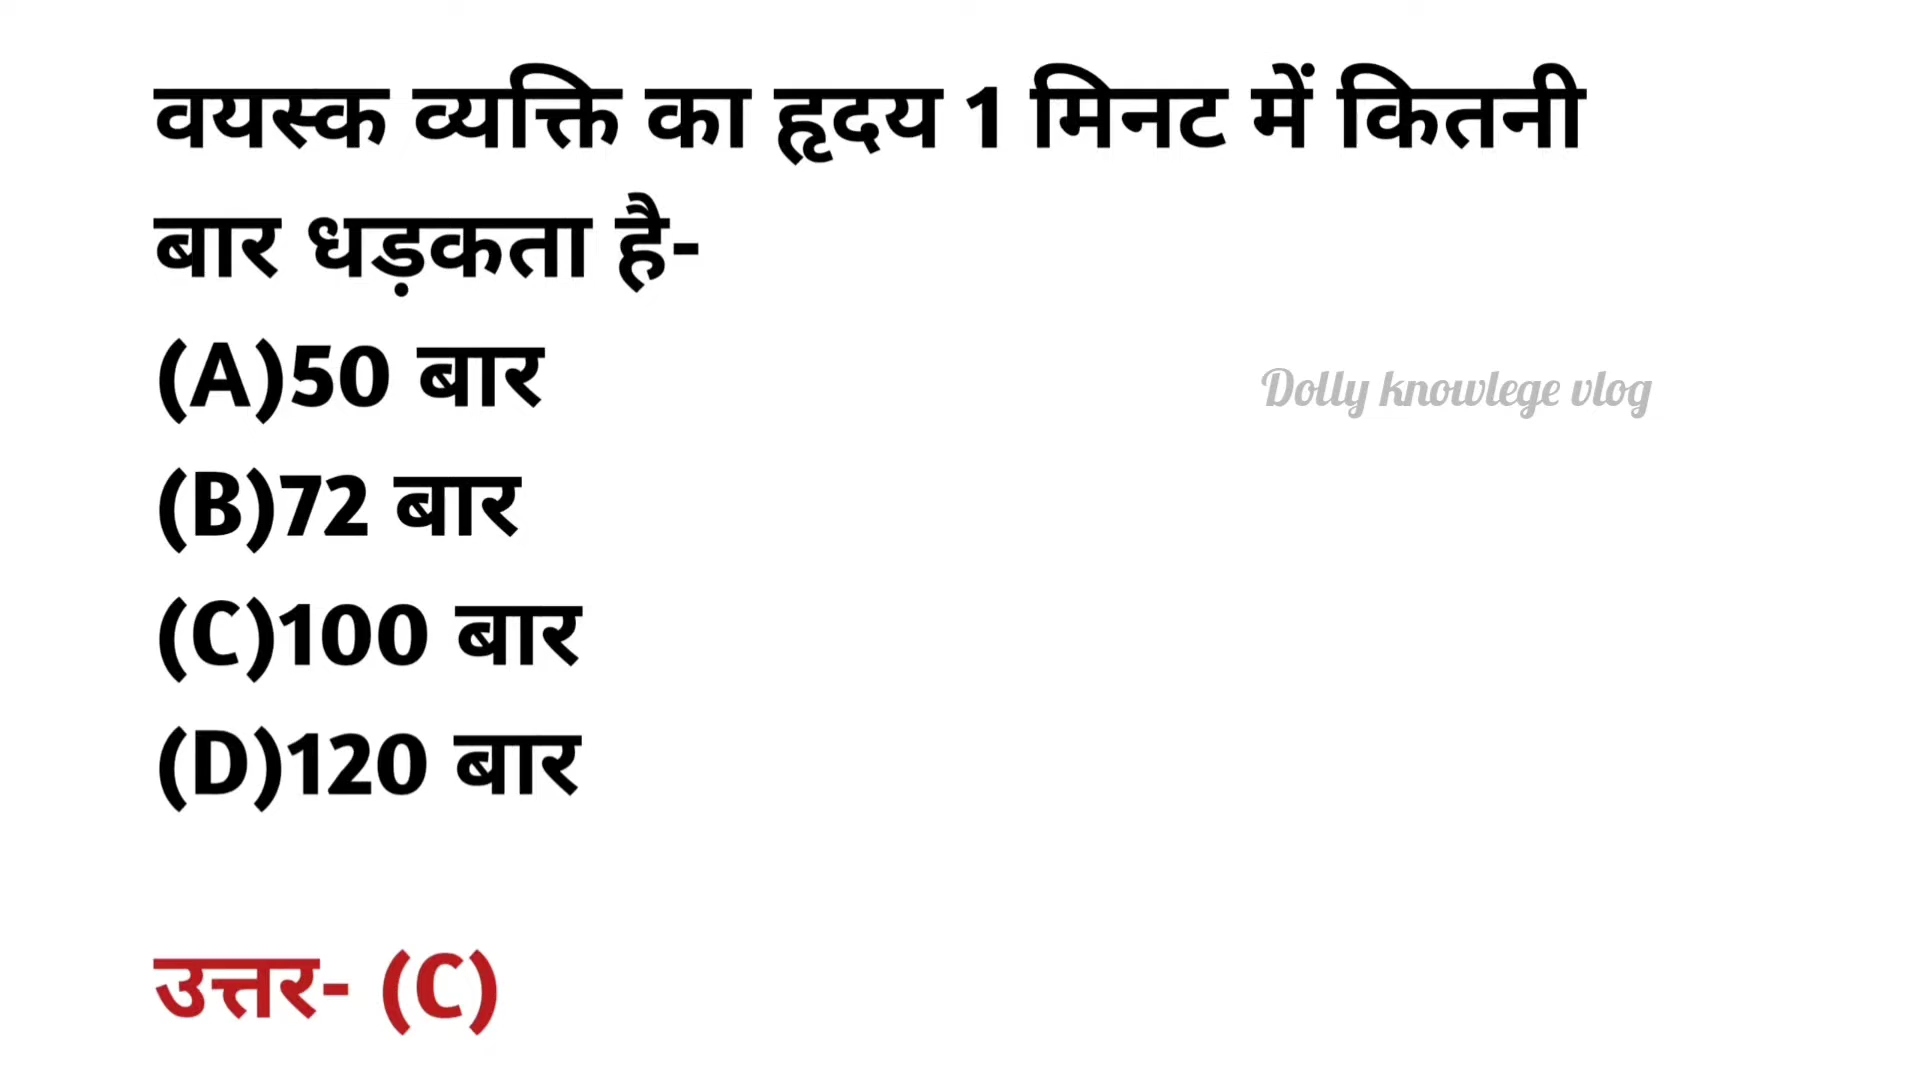 वयस्क व्यक्ति का हृदय 1 मिनट में कितनी
बार धड़कता है-
(A)50 बार
Dolly knowlege vlog
(B)72 बार
(C)100 बार
(D)120 बार
उत्तर- (C)